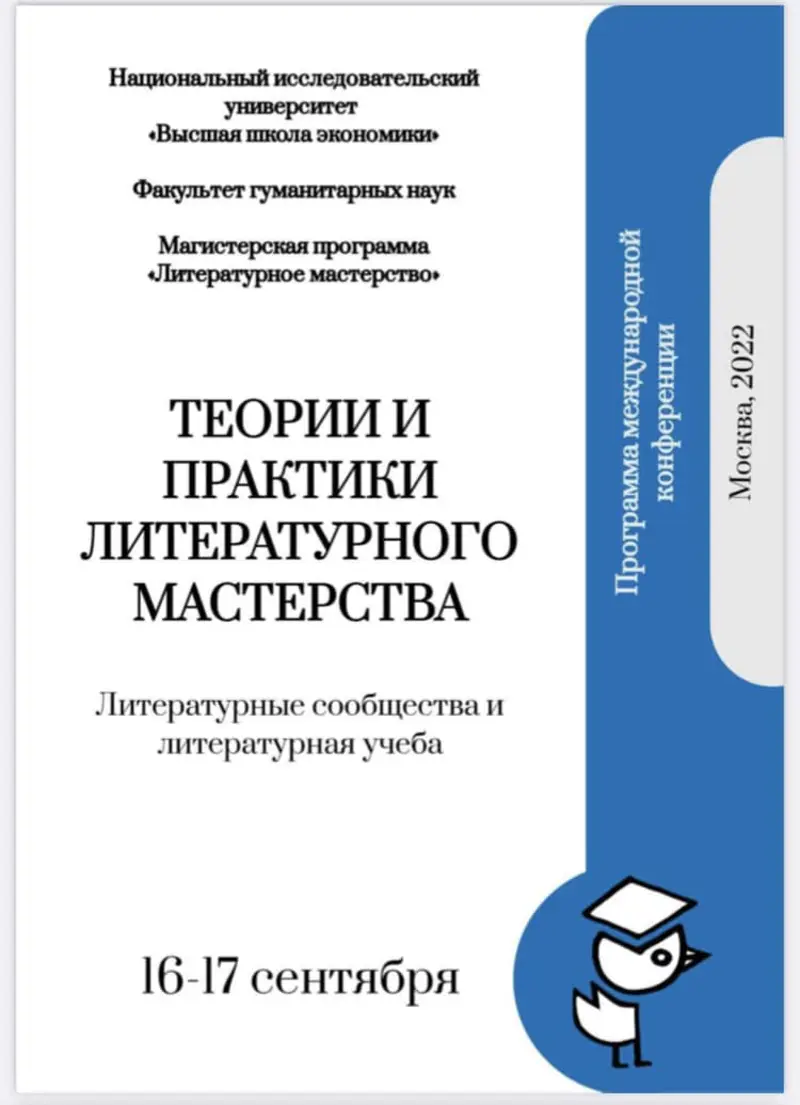 Национальный исследовательский
университет
«Высшая школа экономики»
Факультет гуманитарных наук
Магистерская программа
«Литературное мастерство»
ТЕОРИИ И
ПРАКТИКИ
ЛИТЕРАТУРНОГО
МАСТЕРСТВА
Литературные сообщества и
литературная учеба
16-17 сентября
Программа международной
конференции
Москва, 2022